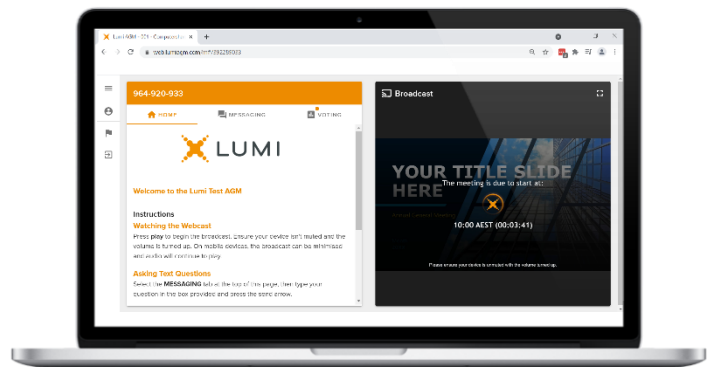 964-920-933
HOME
MESSAGING
VOTING
LUMI
Welcome to the Lumi Test AGM
Instructions
Watching the Webcast
Press play to begin the broadcast. Ensure your device isn't muted and the
volume is turned up. On mobile devices, the broadcast can be minimised
and audio will continue to play.
Asking Text Questions
Select the MESSAGING tab at the top of this page, then type your
question in the box provided and press the send arrow.
Broadcast
YOUR TITLE SLIDE
HERE
The meeting is due to start at:
10:00 AEST (00:03:41)
Please ensure your device is unmuted with the volume turned up.